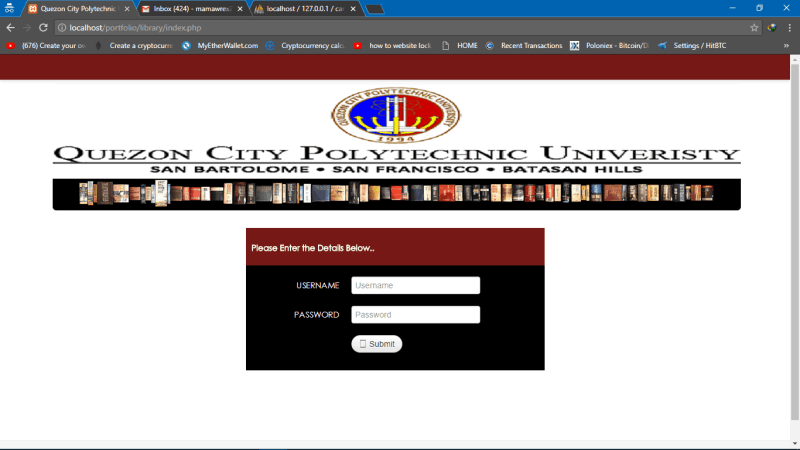 Quezon City Polytechnic
Inbox (424) - mamawrex
localhost / 127.0.0.1 / ca
localhost/portfolio/library/index.php
(676) Create your ow
Create a cryptocurre
MyEtherWallet.com
Cryptocurrency calcu
how to website lock
HOME
Recent Transactions
Poloniex - Bitcoin/D
Settings / HitBTC
QUEZON CITY POLYTECHNIC UNIVERSITY
1994
QUEZON CITY POLYTECHNIC UNIVERISTY
SAN BARTOLOME • SAN FRANCISCO • BATASAN HILLS
Please Enter the Details Below..
USERNAME
Username
PASSWORD
Password
Submit